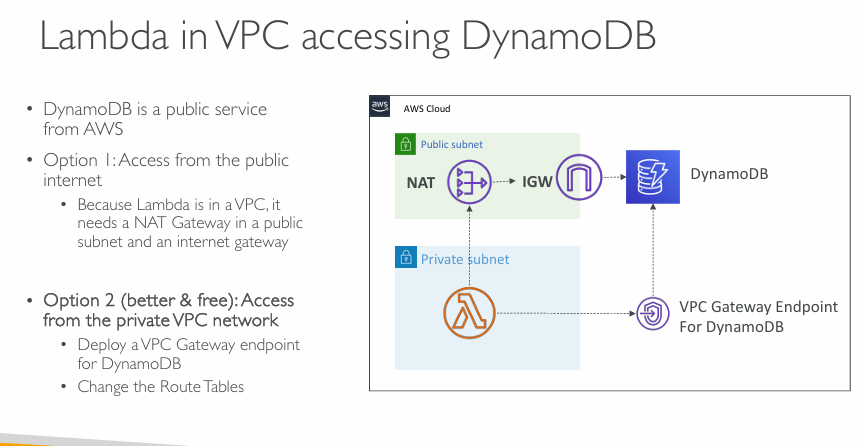 Lambda in VPC accessing DynamoDB
• DynamoDB is a public service
from AWS
• Option 1: Access from the public
internet
• Because Lambda is in a VPC, it
needs a NAT Gateway in a public
subnet and an internet gateway
• Option 2 (better & free): Access
from the private VPC network
• Deploy a VPC Gateway endpoint
for DynamoDB
• Change the Route Tables
aws
AWS Cloud
Public subnet
NAT
IGW
DynamoDB
Private subnet
VPC Gateway Endpoint
For DynamoDB